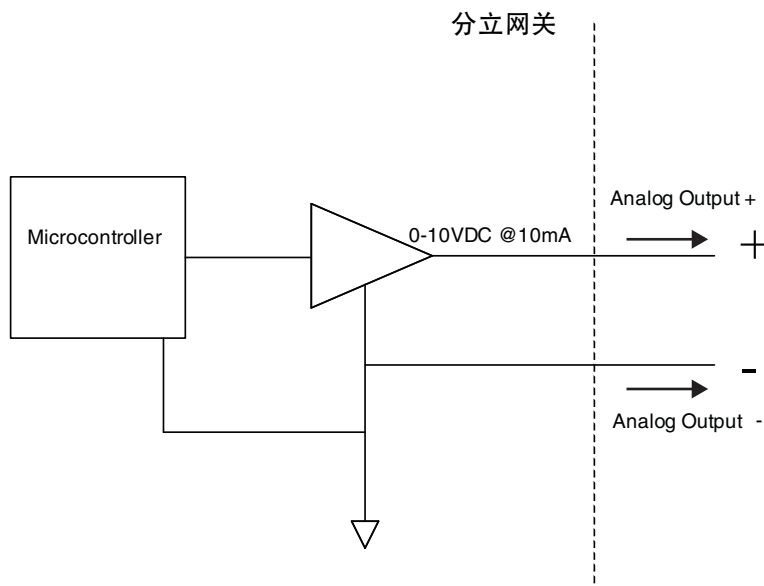 分立网关
Analog Output +
Microcontroller
0-10VDC @10mA
+
-
Analog Output -